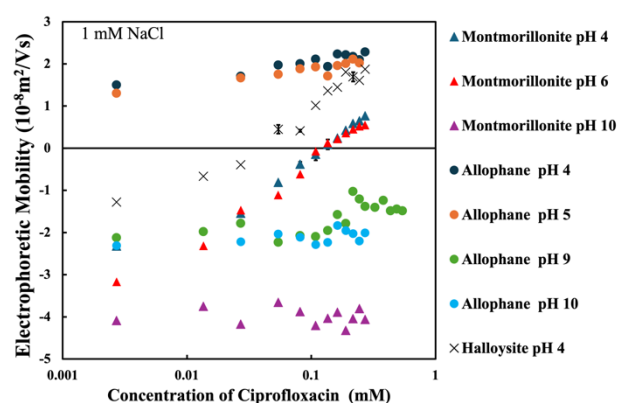 1 mM NaCl
Electrophoretic Mobility (10⁻⁸m²/Vs)
3
2
1
0
-1
-2
-3
-4
-5
0.001
0.01
0.1
1
Concentration of Ciprofloxacin (mM)
Montmorillonite pH 4
Montmorillonite pH 6
Montmorillonite pH 10
Allophane pH 4
Allophane pH 5
Allophane pH 9
Allophane pH 10
Halloysite pH 4